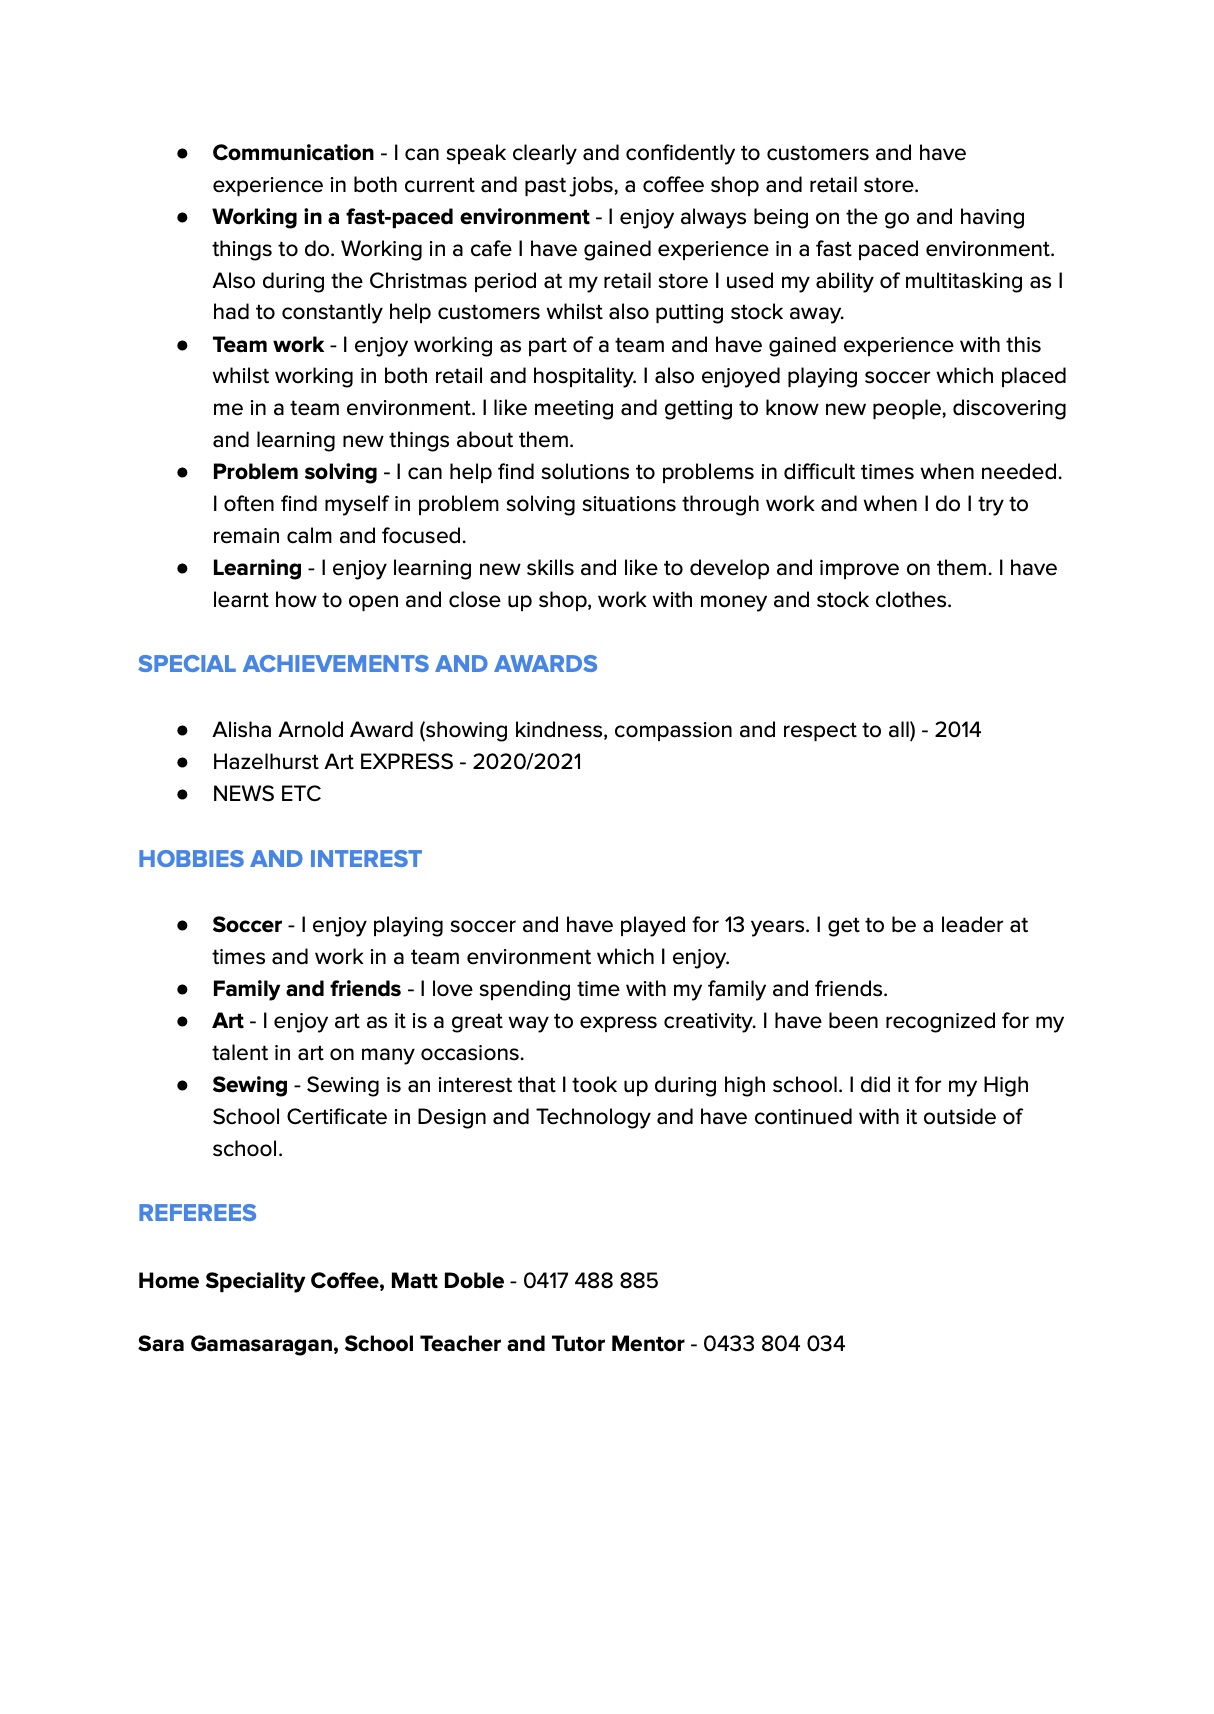 ● Communication - I can speak clearly and confidently to customers and have
experience in both current and past jobs, a coffee shop and retail store.
● Working in a fast-paced environment - I enjoy always being on the go and having
things to do. Working in a cafe I have gained experience in a fast paced environment.
Also during the Christmas period at my retail store I used my ability of multitasking as I
had to constantly help customers whilst also putting stock away.
● Team work - I enjoy working as part of a team and have gained experience with this
whilst working in both retail and hospitality. I also enjoyed playing soccer which placed
me in a team environment. I like meeting and getting to know new people, discovering
and learning new things about them.
● Problem solving - I can help find solutions to problems in difficult times when needed.
I often find myself in problem solving situations through work and when I do I try to
remain calm and focused.
● Learning - I enjoy learning new skills and like to develop and improve on them. I have
learnt how to open and close up shop, work with money and stock clothes.
SPECIAL ACHIEVEMENTS AND AWARDS
● Alisha Arnold Award (showing kindness, compassion and respect to all) - 2014
● Hazelhurst Art EXPRESS - 2020/2021
● NEWS ETC
HOBBIES AND INTEREST
● Soccer - I enjoy playing soccer and have played for 13 years. I get to be a leader at
times and work in a team environment which I enjoy.
● Family and friends - I love spending time with my family and friends.
● Art - I enjoy art as it is a great way to express creativity. I have been recognized for my
talent in art on many occasions.
● Sewing - Sewing is an interest that I took up during high school. I did it for my High
School Certificate in Design and Technology and have continued with it outside of
school.
REFEREES
Home Speciality Coffee, Matt Doble - 0417 488 885
Sara Gamasaragan, School Teacher and Tutor Mentor - 0433 804 034